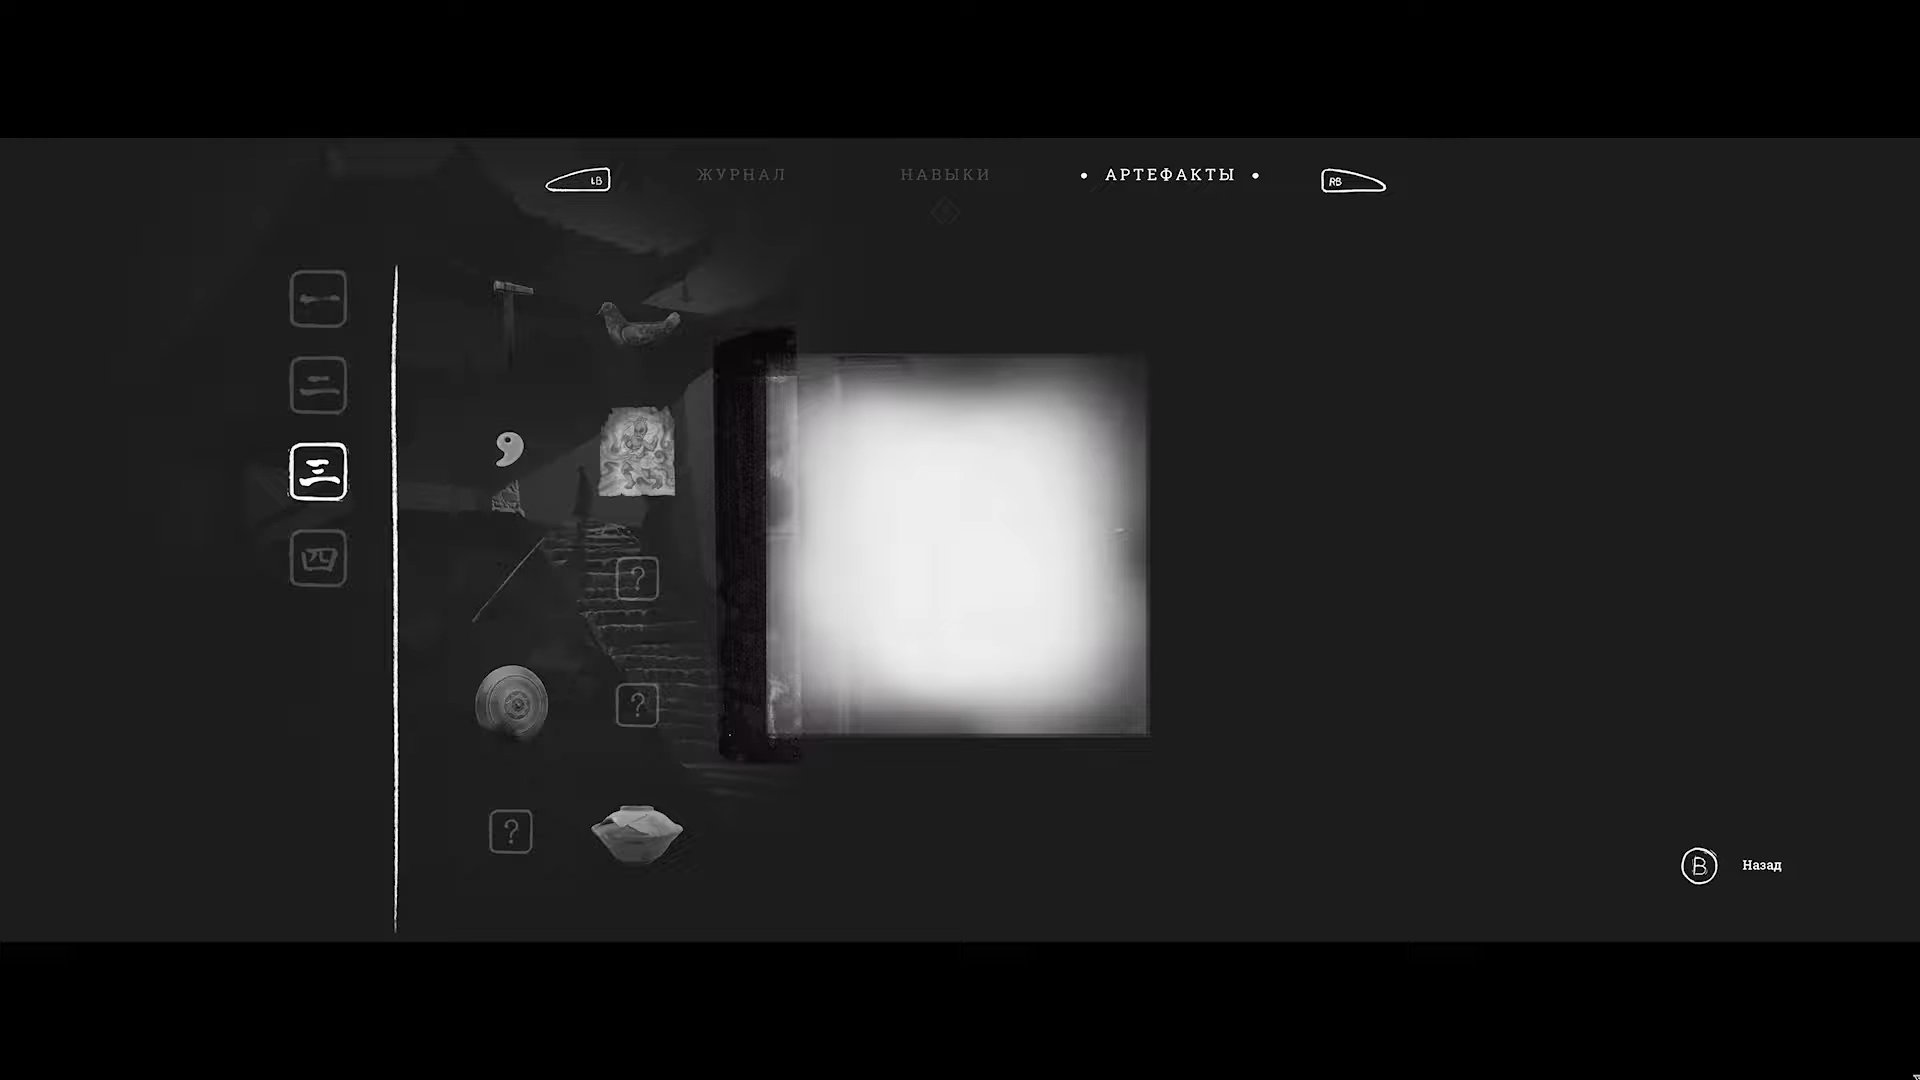 LB ЖУРНАЛ НАВЫКИ • АРТЕФАКТЫ • RB
一
二
三
四
?
?
?
B Назад